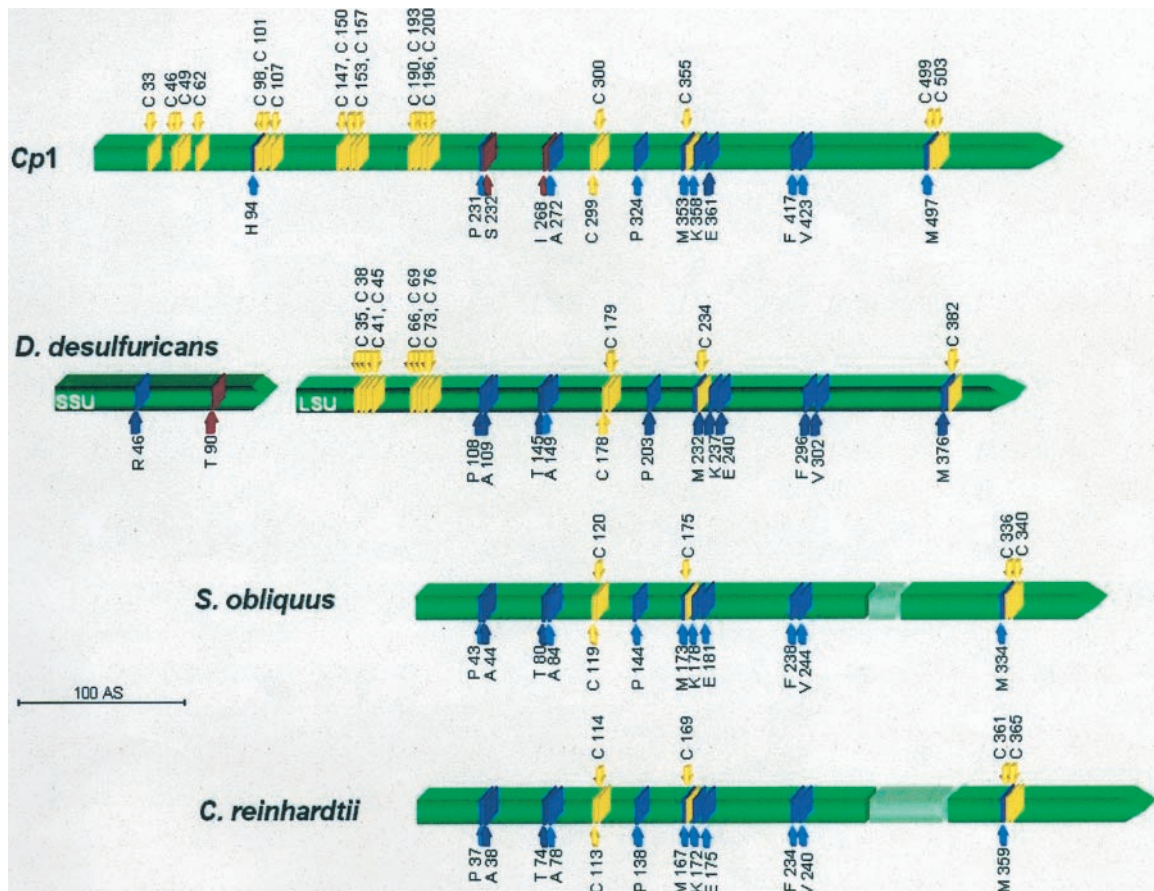 C 33
C 46
C 49
C 62
C 98, C 101
C 107
C 147, C 150
C 153, C 157
C 190, C 193
C 196, C 200
C 300
C 355
C 499
C 503
Cp1
H 94
P 231
S 232
I 268
A 272
C 299
P 324
M 353
K 358
E 361
F 417
V 423
M 497
C 35, C 38
C 41, C 45
C 66, C 69
C 73, C 76
C 179
C 234
C 382
D. desulfuricans
SSU
LSU
R 46
T 90
P 108
A 109
T 145
A 149
C 178
P 203
M 232
K 237
E 240
F 296
V 302
M 376
C 120
C 175
C 336
C 340
S. obliquus
P 43
A 44
T 80
A 84
C 119
P 144
M 173
K 178
E 181
F 238
V 244
M 334
100 AS
C 114
C 169
C 361
C 365
C. reinhardtii
P 37
A 38
T 74
A 78
C 113
P 138
M 167
K 172
E 175
F 234
V 240
M 359